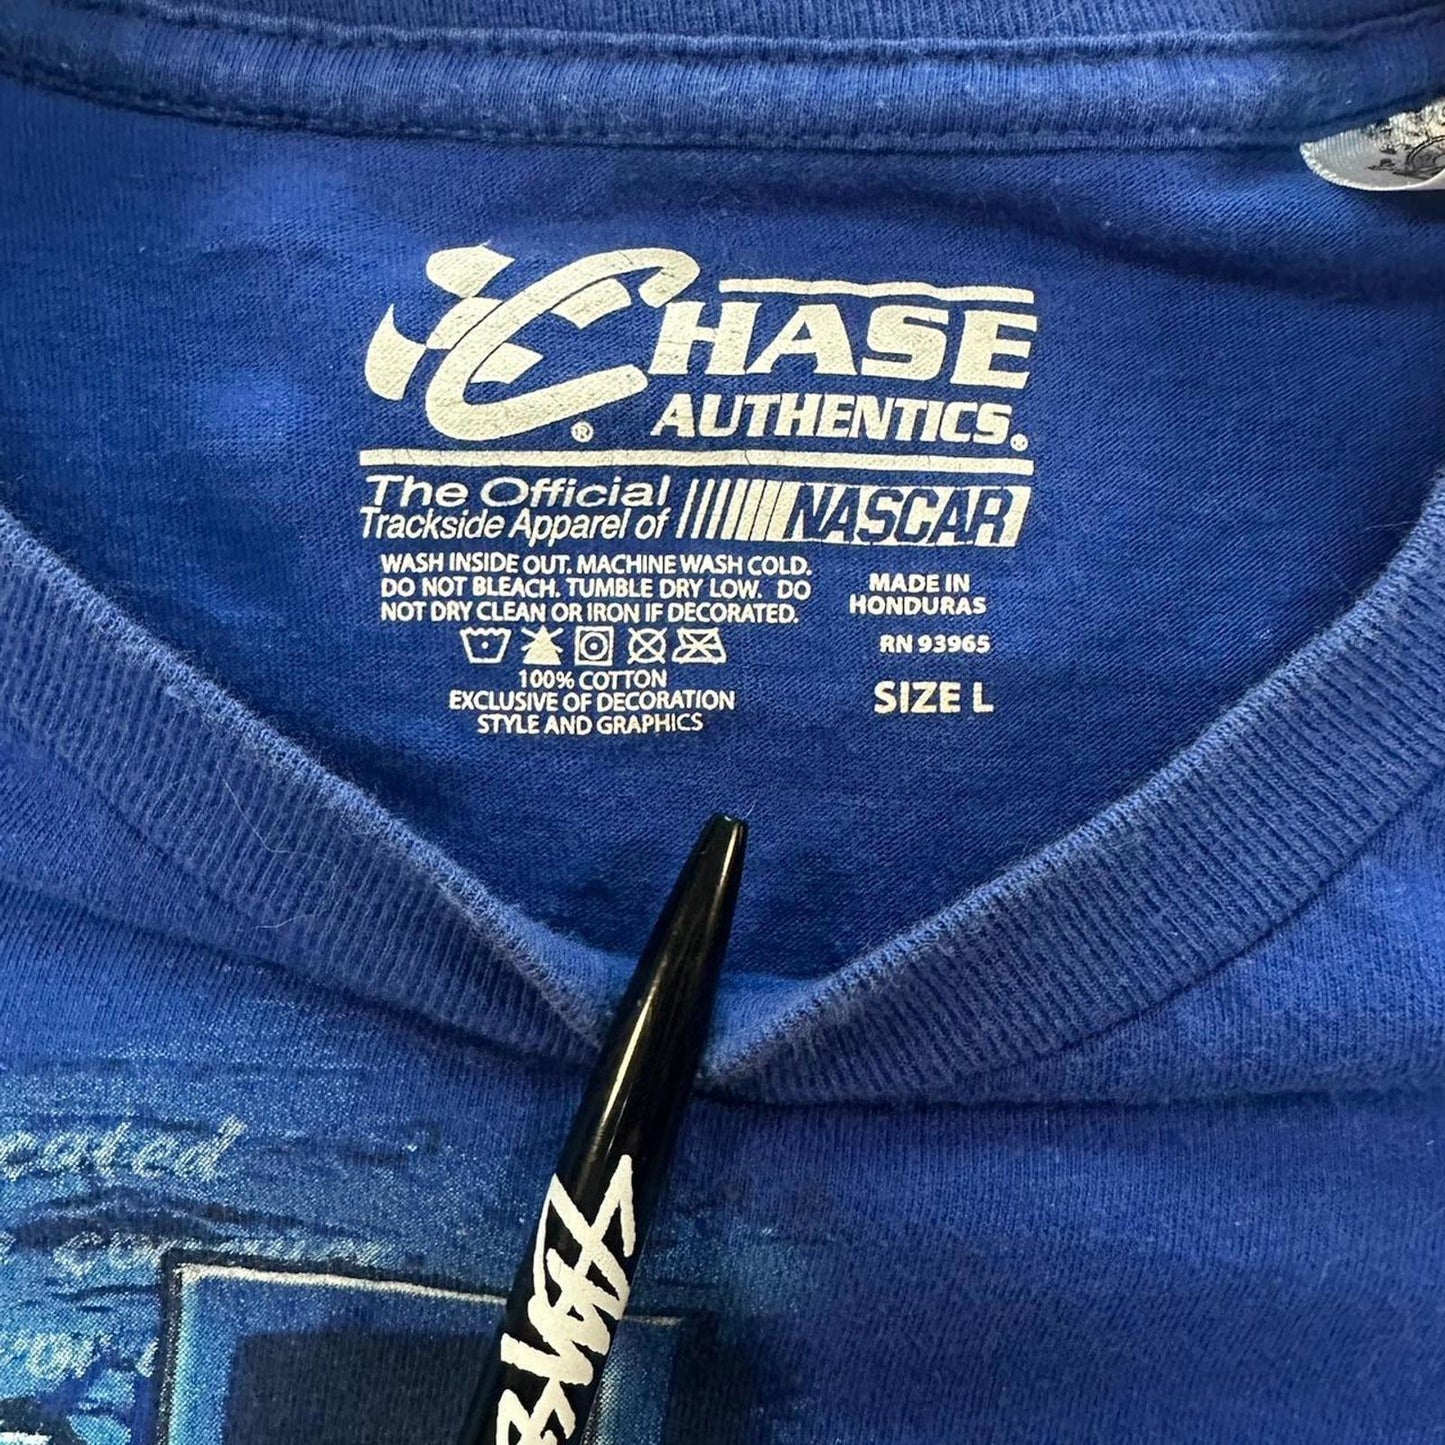 CHASE
AUTHENTICS®
®
The Official
Trackside Apparel of
NASCAR
WASH INSIDE OUT. MACHINE WASH COLD.
DO NOT BLEACH. TUMBLE DRY LOW. DO
NOT DRY CLEAN OR IRON IF DECORATED.
100% COTTON
EXCLUSIVE OF DECORATION
STYLE AND GRAPHICS
MADE IN
HONDURAS
RN 93965
SIZE L